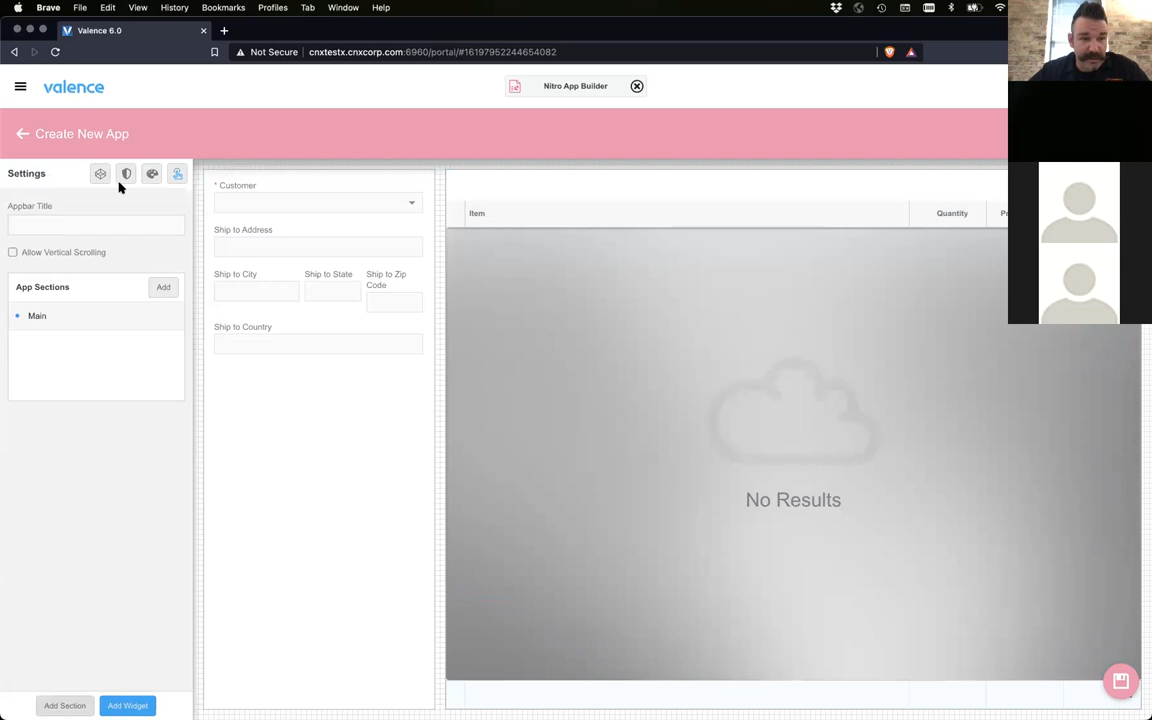 Brave File Edit View History Bookmarks Profiles Tab Window Help
Valence 6.0
Not Secure cnxtestx.cnxcorp.com:6960/portal/#16197952244654082
valence
Nitro App Builder
Create New App
Settings
Appbar Title
Allow Vertical Scrolling
App Sections Add
Main
Add Section Add Widget
* Customer
Ship to Address
Ship to City Ship to State Ship to Zip Code
Ship to Country
Item Quantity
No Results